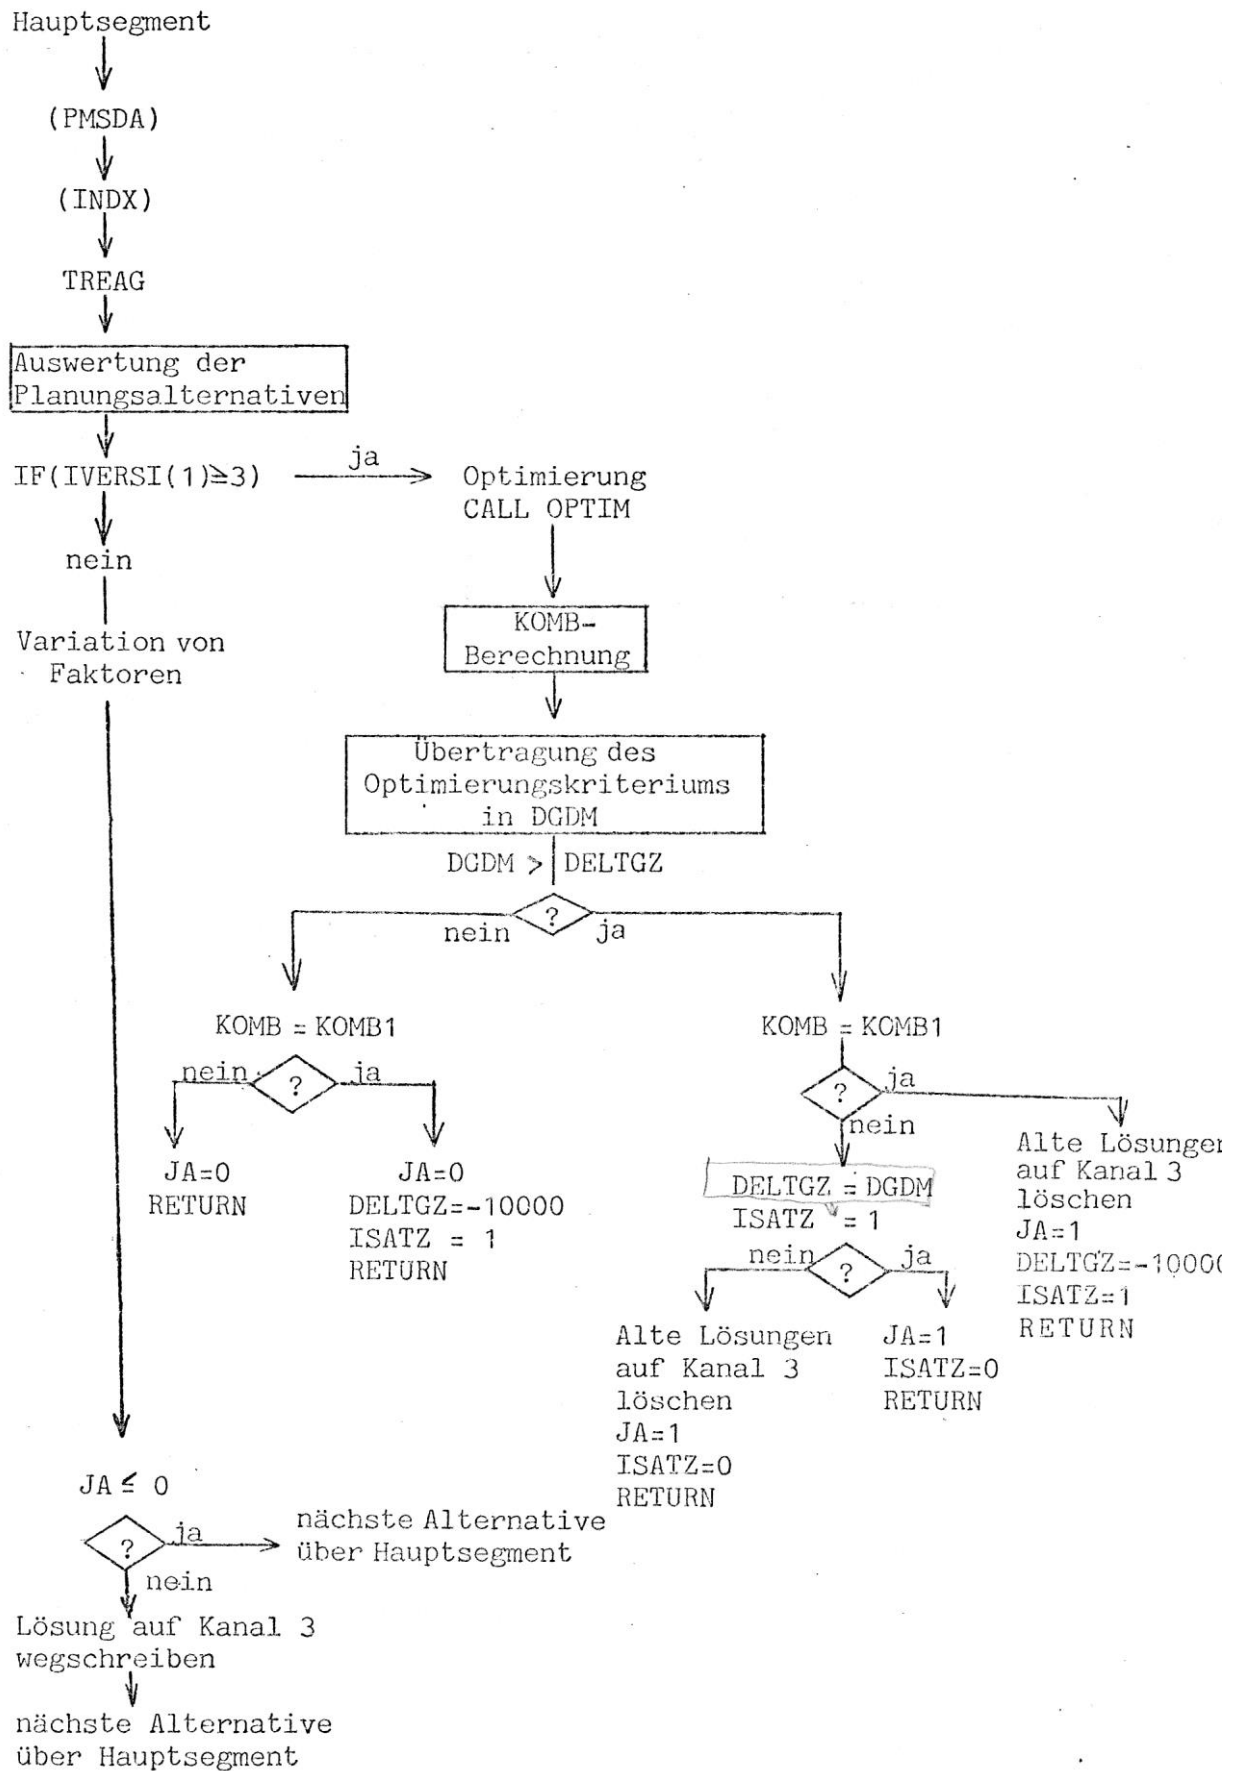 Hauptsegment
(PMSDA)
(INDX)
TREAG
Auswertung der
Planungsalternativen
IF(IVERSI(1)≥3)
ja
Optimierung
CALL OPTIM
nein
Variation von
Faktoren
KOMB-
Berechnung
Übertragung des
Optimierungskriteriums
in DGDM
DGDM > DELTGZ
?
nein
ja
KOMB = KOMB1
nein
?
ja
JA=0
RETURN
JA=0
DELTGZ=-10000
ISATZ = 1
RETURN
KOMB = KOMB1
?
ja
nein
Alte Lösungen
auf Kanal 3
löschen
JA=1
DELTGZ=-10000
ISATZ=1
RETURN
DELTGZ = DGDM
ISATZ = 1
nein
?
ja
Alte Lösungen
auf Kanal 3
löschen
JA=1
ISATZ=0
RETURN
JA=1
ISATZ=0
RETURN
JA ≤ 0
?
ja
nächste Alternative
über Hauptsegment
nein
Lösung auf Kanal 3
wegschreiben
nächste Alternative
über Hauptsegment